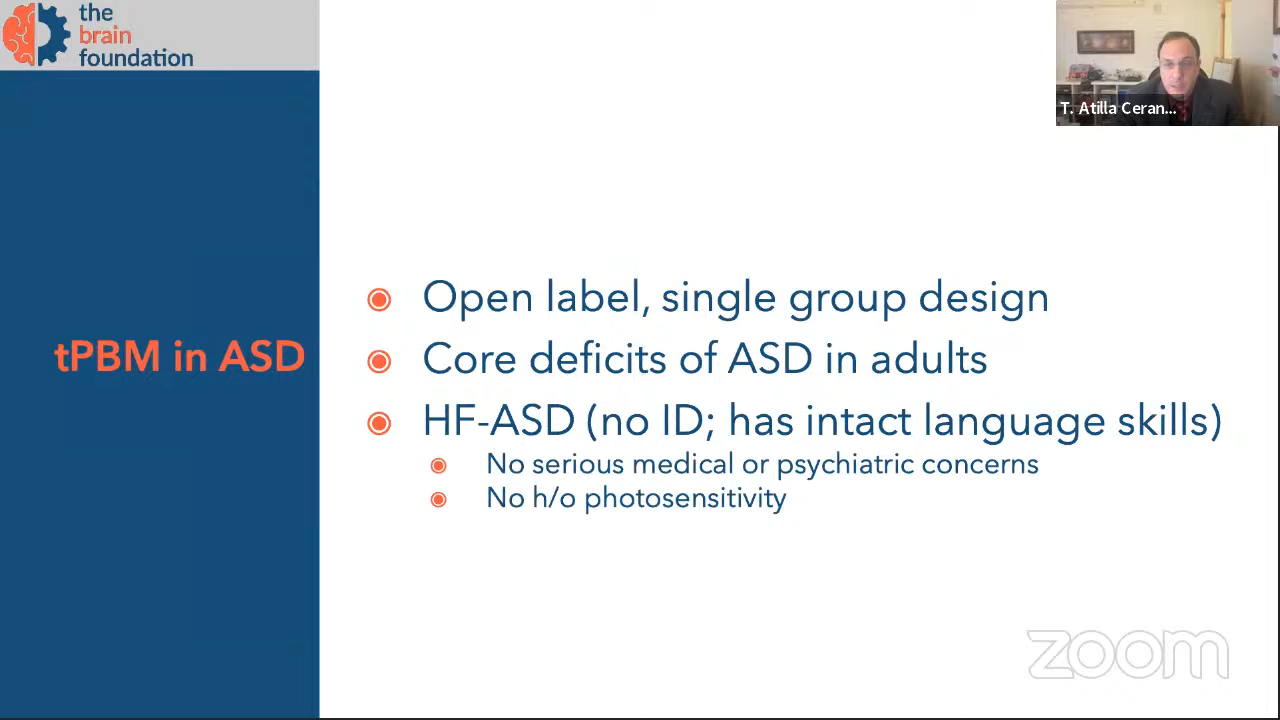 the
brain
foundation
T. Atilla Ceran...
tPBM in ASD
Open label, single group design
Core deficits of ASD in adults
HF-ASD (no ID; has intact language skills)
No serious medical or psychiatric concerns
No h/o photosensitivity
zoom